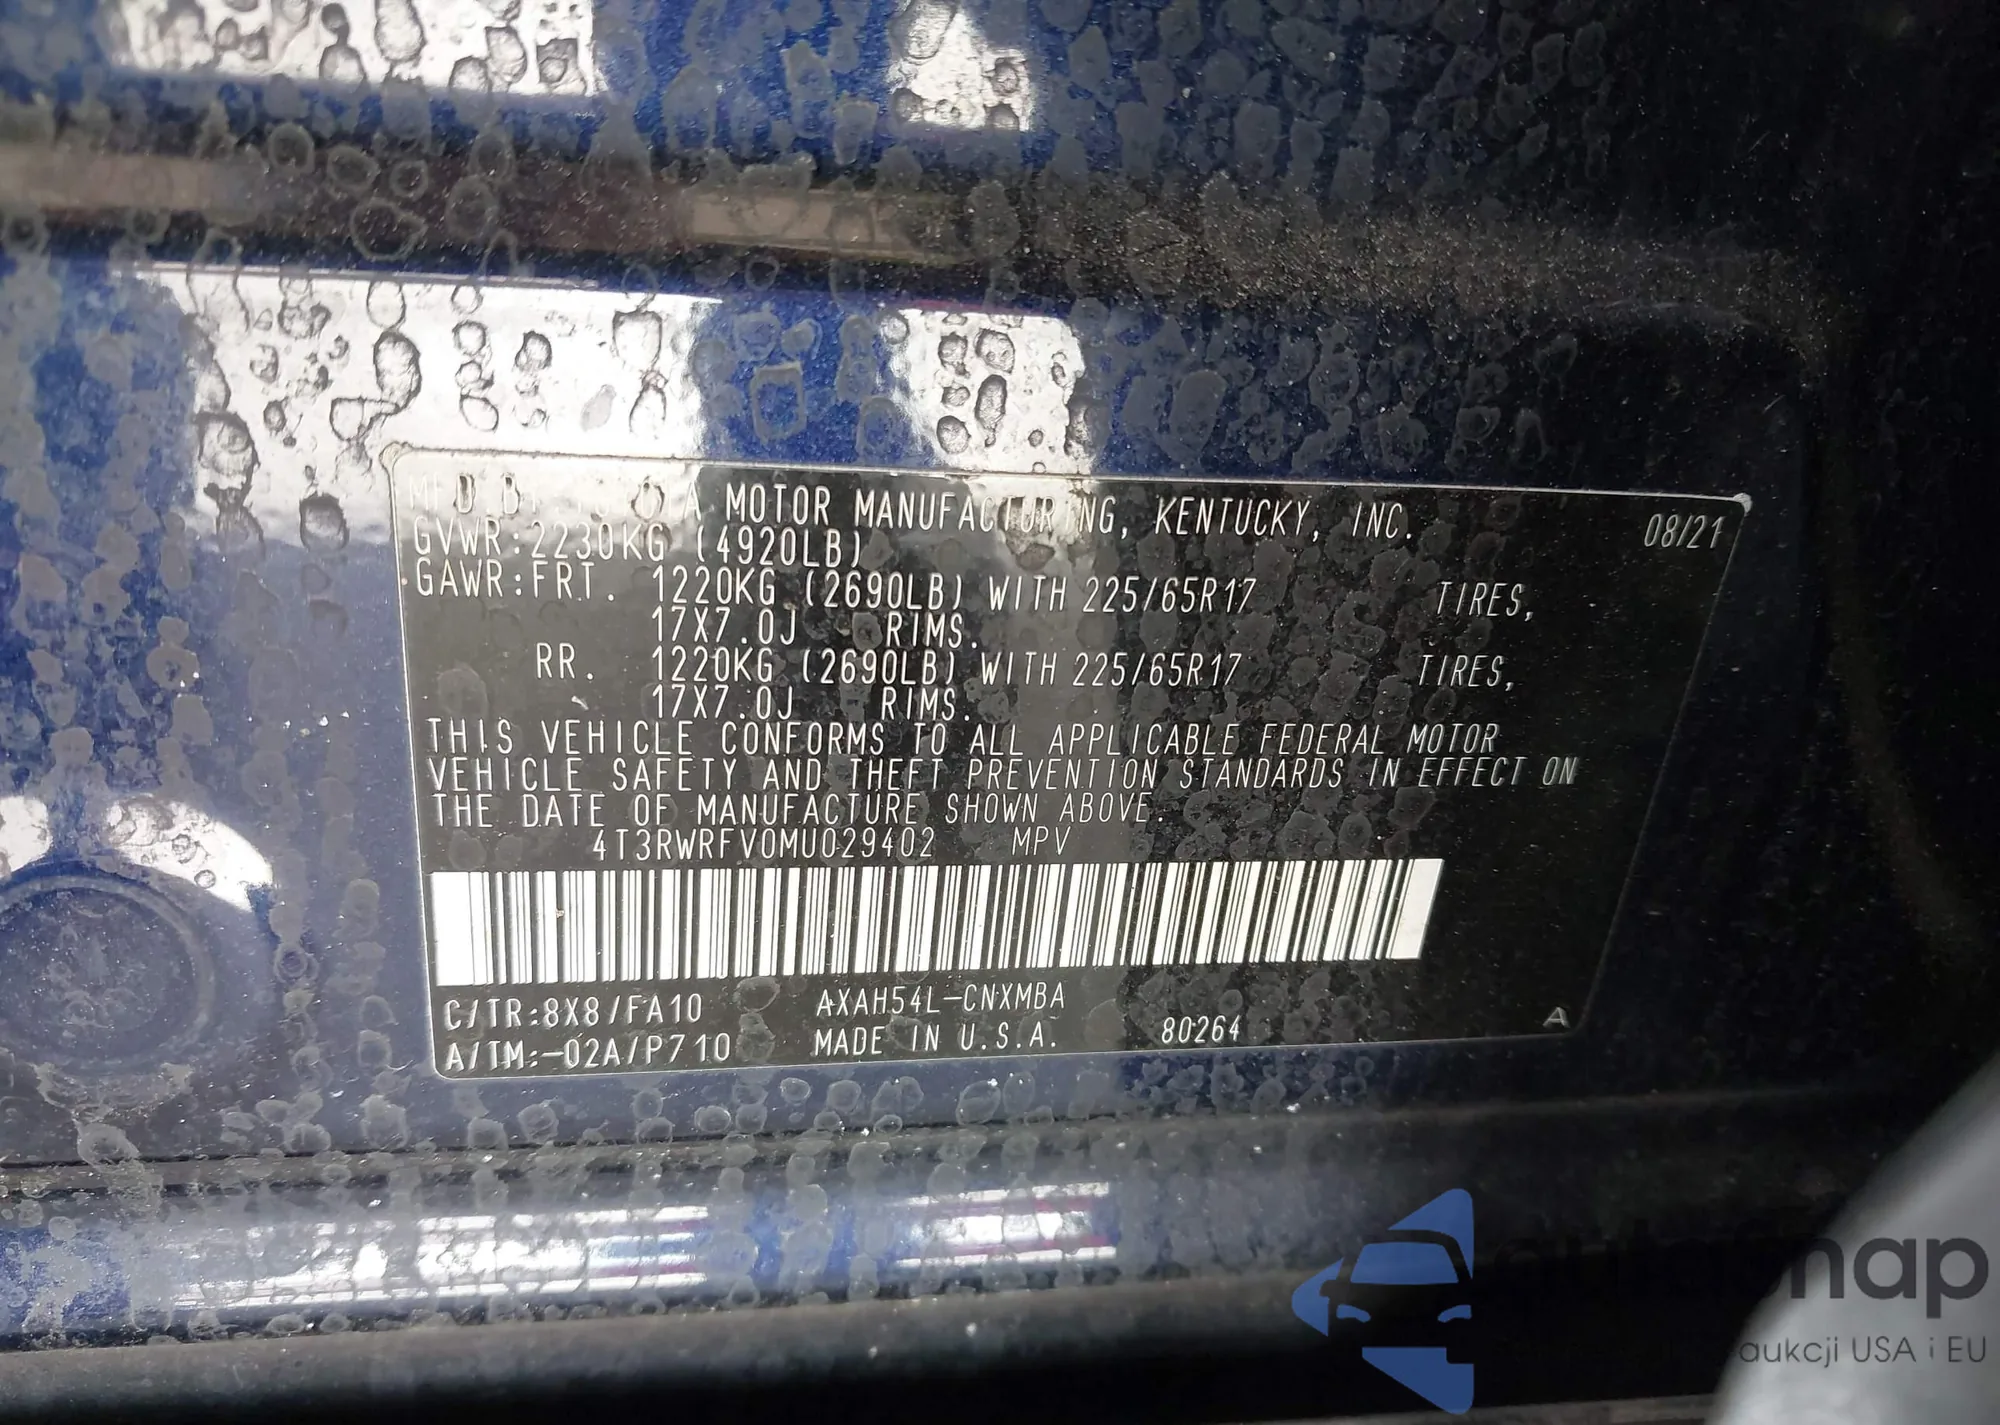 MFD BY TOYOTA MOTOR MANUFACTURING, KENTUCKY, INC. 08/21
GVWR:2230KG (4920LB)
GAWR:FRT. 1220KG (2690LB) WITH 225/65R17 TIRES,
17X7.0J RIMS.
RR. 1220KG (2690LB) WITH 225/65R17 TIRES,
17X7.0J RIMS.
THIS VEHICLE CONFORMS TO ALL APPLICABLE FEDERAL MOTOR
VEHICLE SAFETY AND THEFT PREVENTION STANDARDS IN EFFECT ON
THE DATE OF MANUFACTURE SHOWN ABOVE.
4T3RWRFV0MU029402 MPV
C/TR:8X8/FA10 AXAH54L-CNXMBA
A/TM:-02A/P710 MADE IN U.S.A. 80264 A
aukcji USA i EU